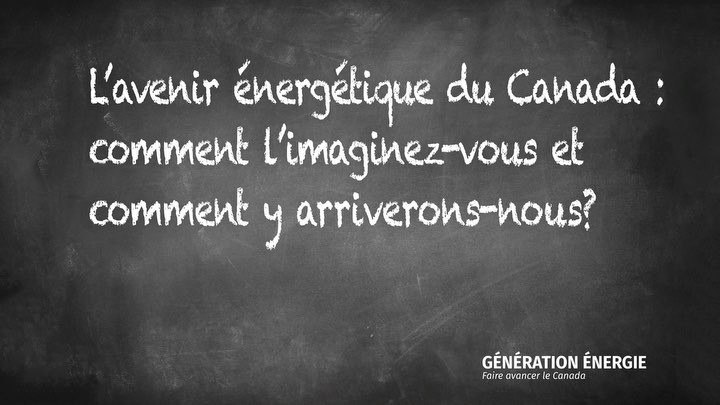 L'avenir énergétique du Canada :
comment l'imaginez-vous et
comment y arriverons-nous?
GÉNÉRATION ÉNERGIE
Faire avancer le Canada